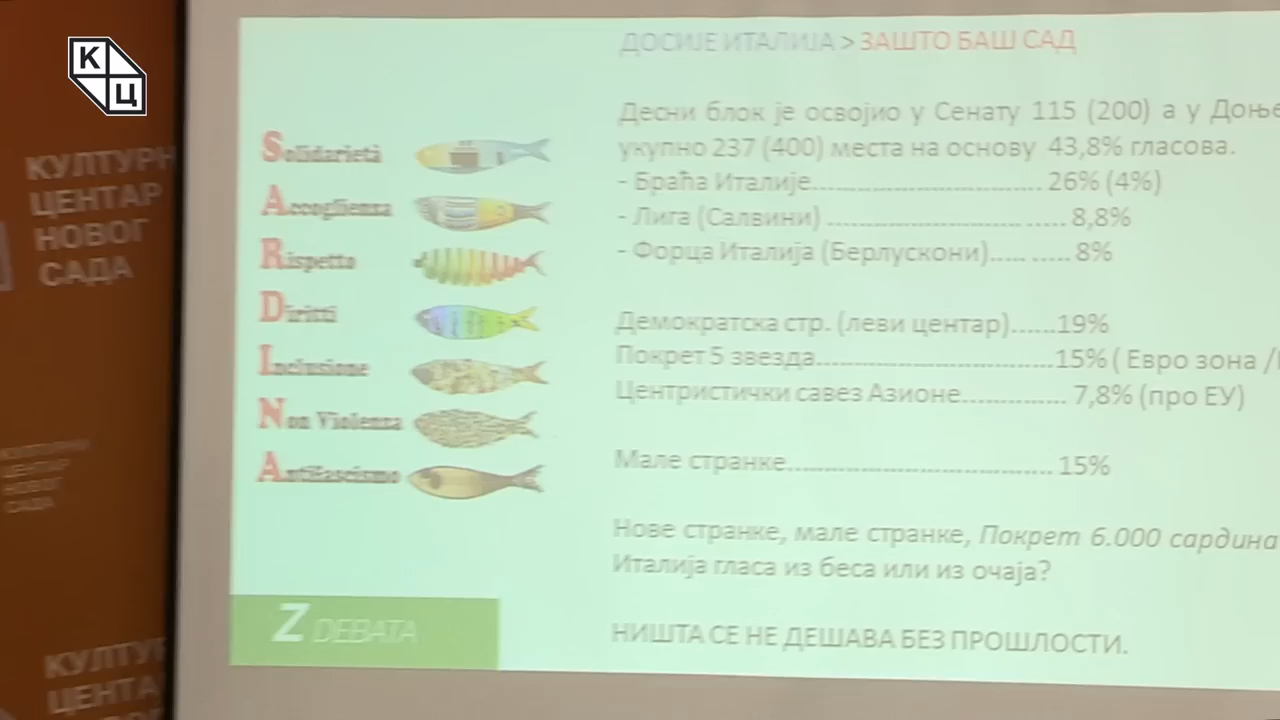 К
Ц
КУЛТУРН
ЦЕНТАР
НОВОГ
САДА
ЦЕНТАР
НОВОГ
САДА
КУЛТУР
ЦЕНТА
Solidarietà
Accoglienza
Rispetto
Diritti
Inclusione
Non Violenza
Antifascismo
Z DEBATA
ДОСИЈЕ ИТАЛИЈА > ЗАШТО БАШ САД
Десни блок је освојио у Сенату 115 (200) а у Доње
укупно 237 (400) места на основу 43,8% гласова.
- Браћа Италије.......................................... 26% (4%)
- Лига (Салвини) .................................... 8,8%
- Форца Италија (Берлускони)..... ..... 8%
Демократска стр. (леви центар)......19%
Покрет 5 звезда...........................................15% ( Евро зона /
Центристички савез Азионе................... 7,8% (про ЕУ)
Мале странке................................................ 15%
Нове странке, мале странке, Покрет 6.000 сардина
Италија гласа из беса или из очаја?
НИШТА СЕ НЕ ДЕШАВА БЕЗ ПРОШЛОСТИ.